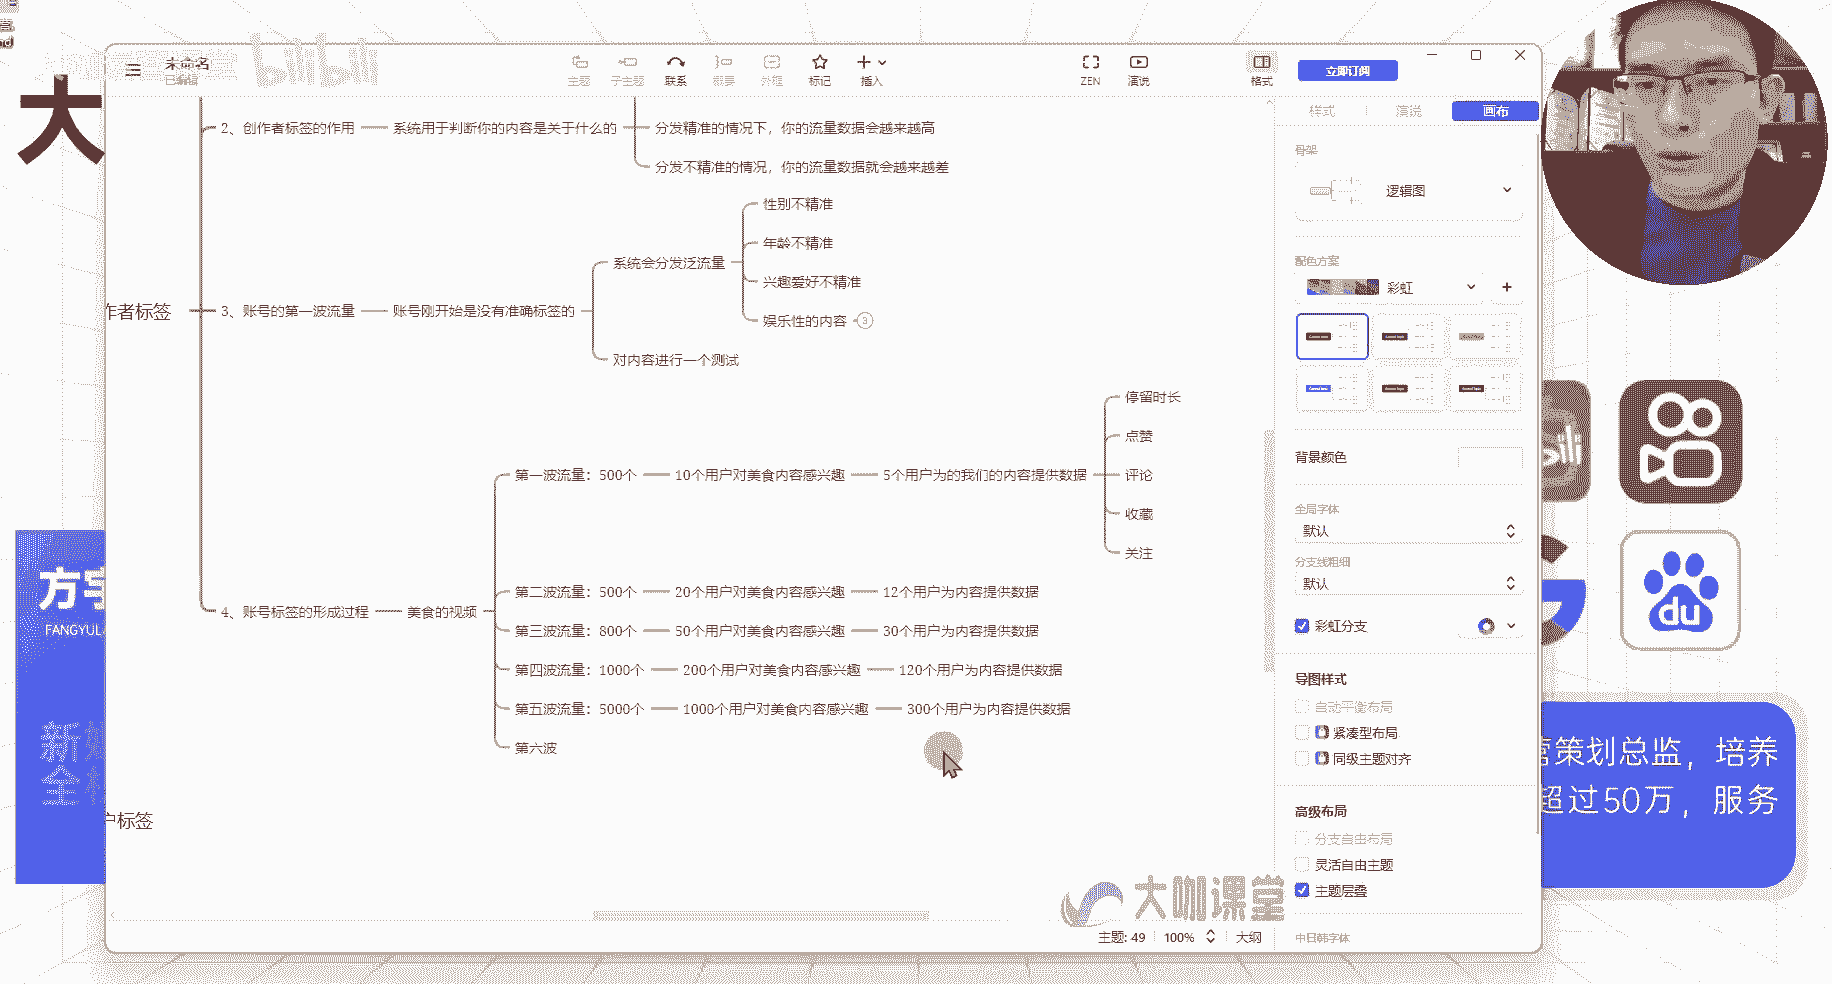 bilibili
未命名
已编辑
主题
子主题
联系
概要
外框
标记
插入
ZEN
演说
格式
立即订阅
大
样式
演说
画布
2、创作者标签的作用
系统用于判断你的内容是关于什么的
分发精准的情况下，你的流量数据会越来越高
分发不精准的情况，你的流量数据就会越来越差
骨架
逻辑图
性别不精准
年龄不精准
系统会分发泛流量
兴趣爱好不精准
娱乐性的内容
3
作者标签
3、账号的第一波流量
账号刚开始是没有准确标签的
对内容进行一个测试
配色方案
彩虹
停留时长
点赞
第一波流量：500个
10个用户对美食内容感兴趣
5个用户为的我们的内容提供数据
评论
收藏
关注
背景颜色
全局字体
默认
分支线粗细
默认
第二波流量：500个
20个用户对美食内容感兴趣
12个用户为内容提供数据
4、账号标签的形成过程
美食的视频
第三波流量：800个
50个用户对美食内容感兴趣
30个用户为内容提供数据
彩虹分支
第四波流量：1000个
200个用户对美食内容感兴趣
120个用户为内容提供数据
第五波流量：5000个
1000个用户对美食内容感兴趣
300个用户为内容提供数据
第六波
导图样式
自动平衡布局
紧凑型布局
同级主题对齐
户标签
高级布局
分支自由布局
灵活自由主题
主题层叠
中日韩字体
方宇
FANGYULA
新媒
全栈
du
营策划总监，培养
超过50万，服务
大咖课堂
主题: 49
100%
大纲